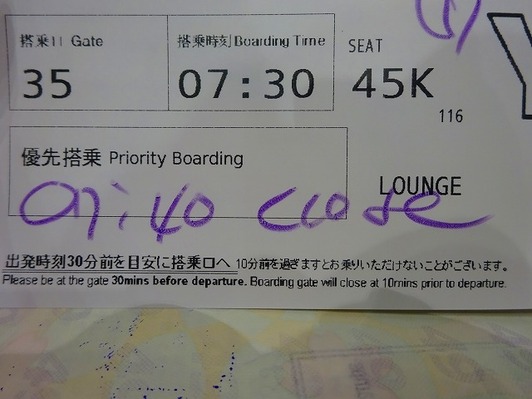 搭乗口 Gate
搭乗時刻 Boarding Time
SEAT
35
07:30
45K
116
優先搭乗 Priority Boarding
LOUNGE
07:40 close
出発時刻30分前を目安に搭乗口へ 10分前を過ぎますとお乗りいただけないことがございます。
Please be at the gate 30mins before departure. Boarding gate will close at 10mins prior to departure.